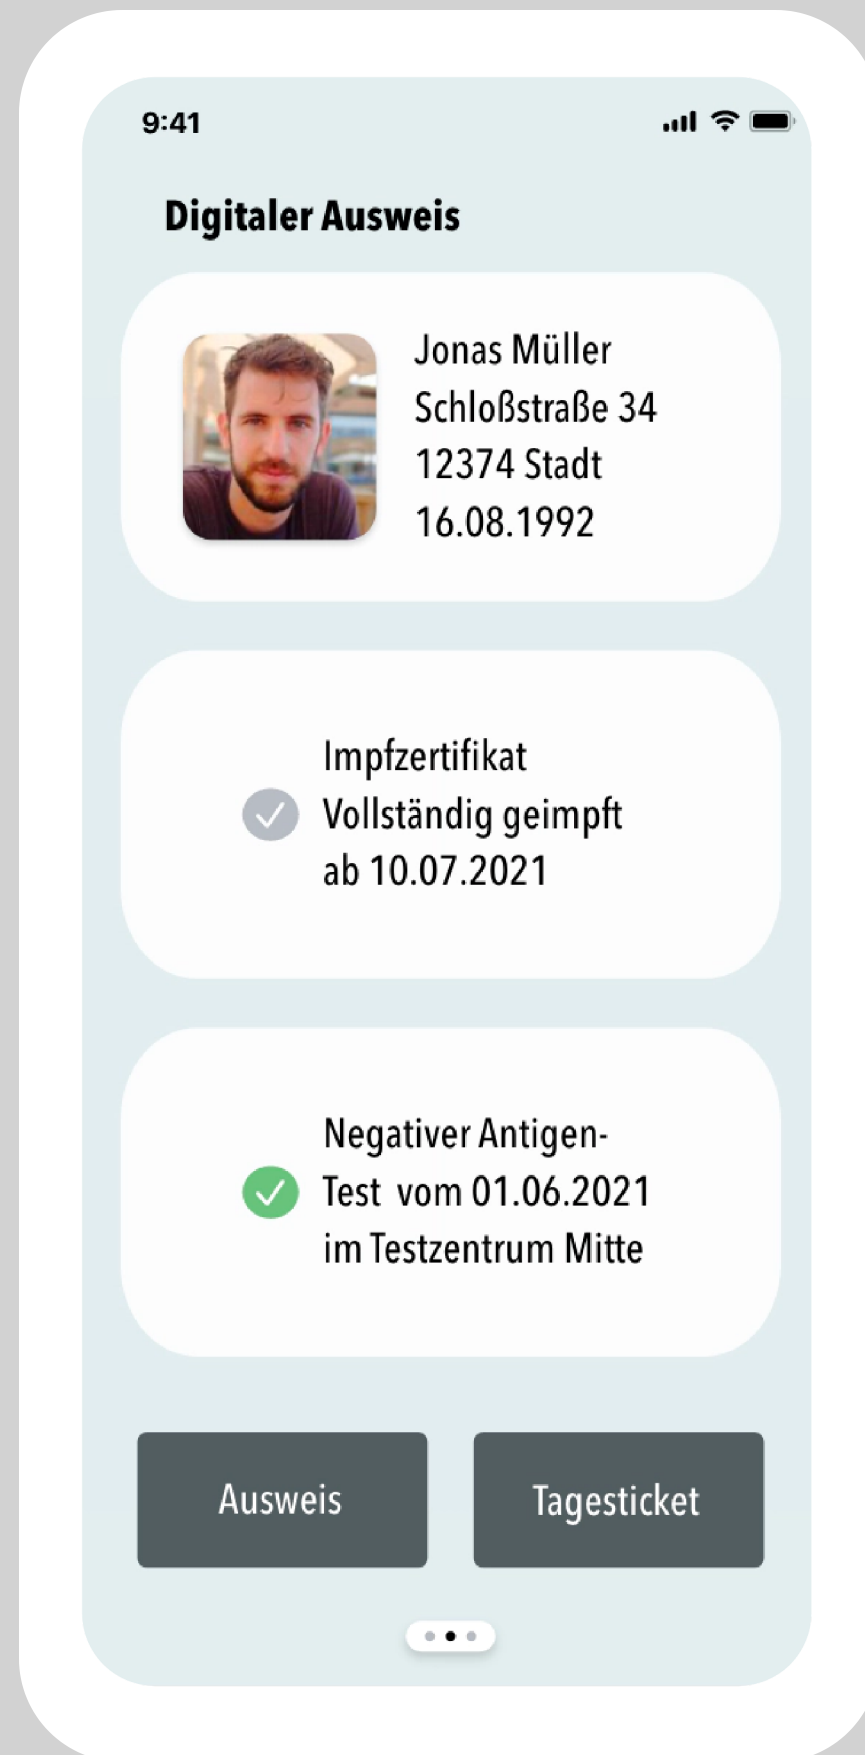 9:41
Digitaler Ausweis
Jonas Müller
Schloßstraße 34
12374 Stadt
16.08.1992
Impfzertifikat
Vollständig geimpft
ab 10.07.2021
Negativer Antigen-
Test  vom 01.06.2021
im Testzentrum Mitte
Ausweis
Tagesticket